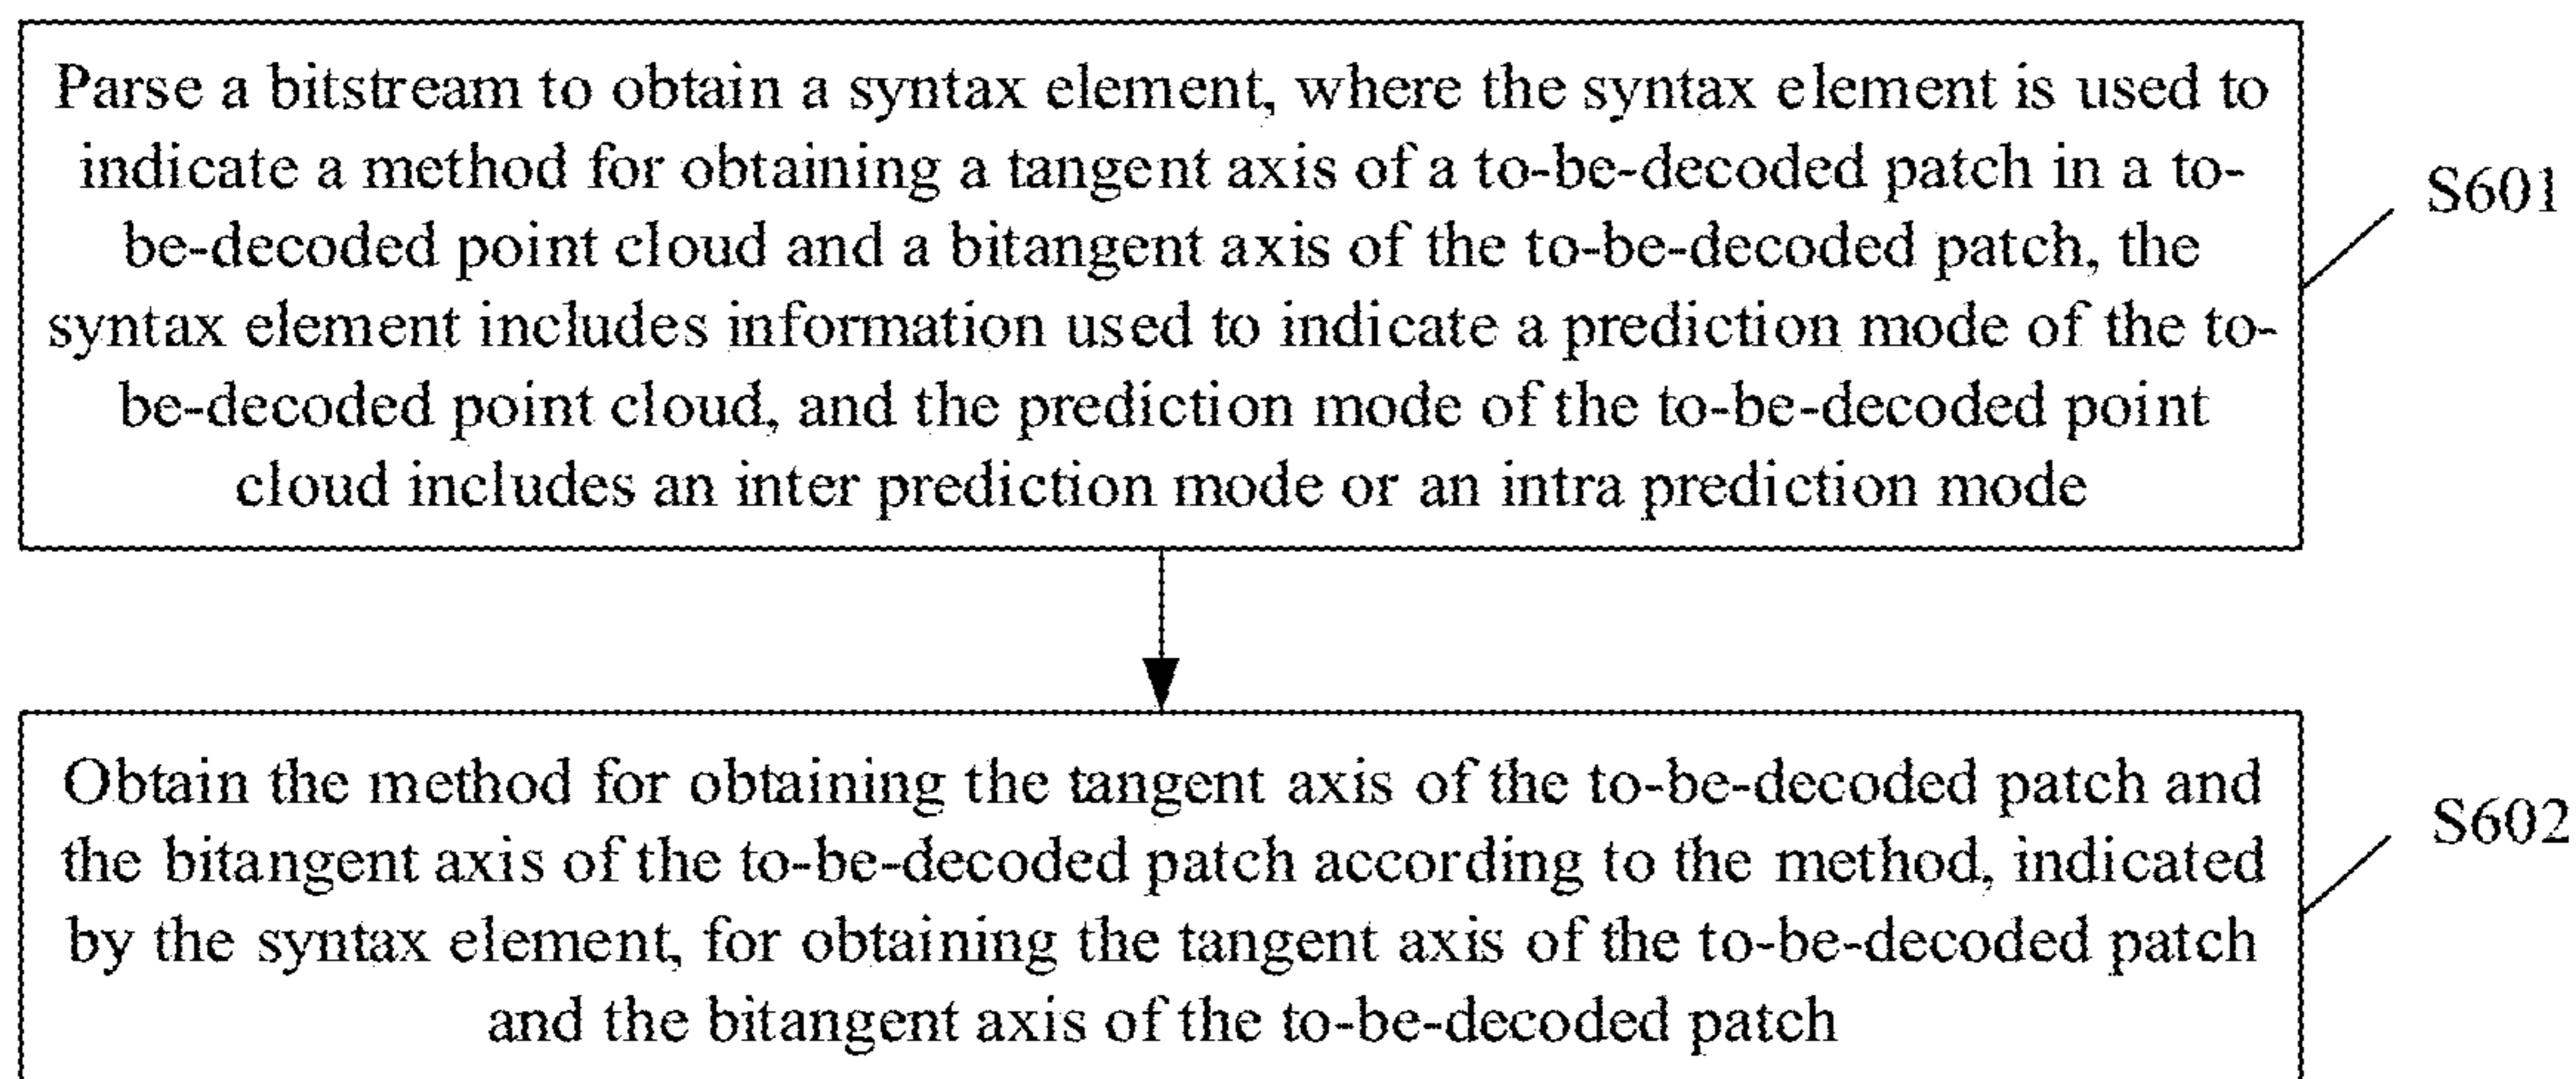 Parse a bitstream to obtain a syntax element, where the syntax element is used to
indicate a method for obtaining a tangent axis of a to-be-decoded patch in a to-
be-decoded point cloud and a bitangent axis of the to-be-decoded patch, the
syntax element includes information used to indicate a prediction mode of the to-
be-decoded point cloud, and the prediction mode of the to-be-decoded point
cloud includes an inter prediction mode or an intra prediction mode
S601
Obtain the method for obtaining the tangent axis of the to-be-decoded patch and
the bitangent axis of the to-be-decoded patch according to the method, indicated
by the syntax element, for obtaining the tangent axis of the to-be-decoded patch
and the bitangent axis of the to-be-decoded patch
S602